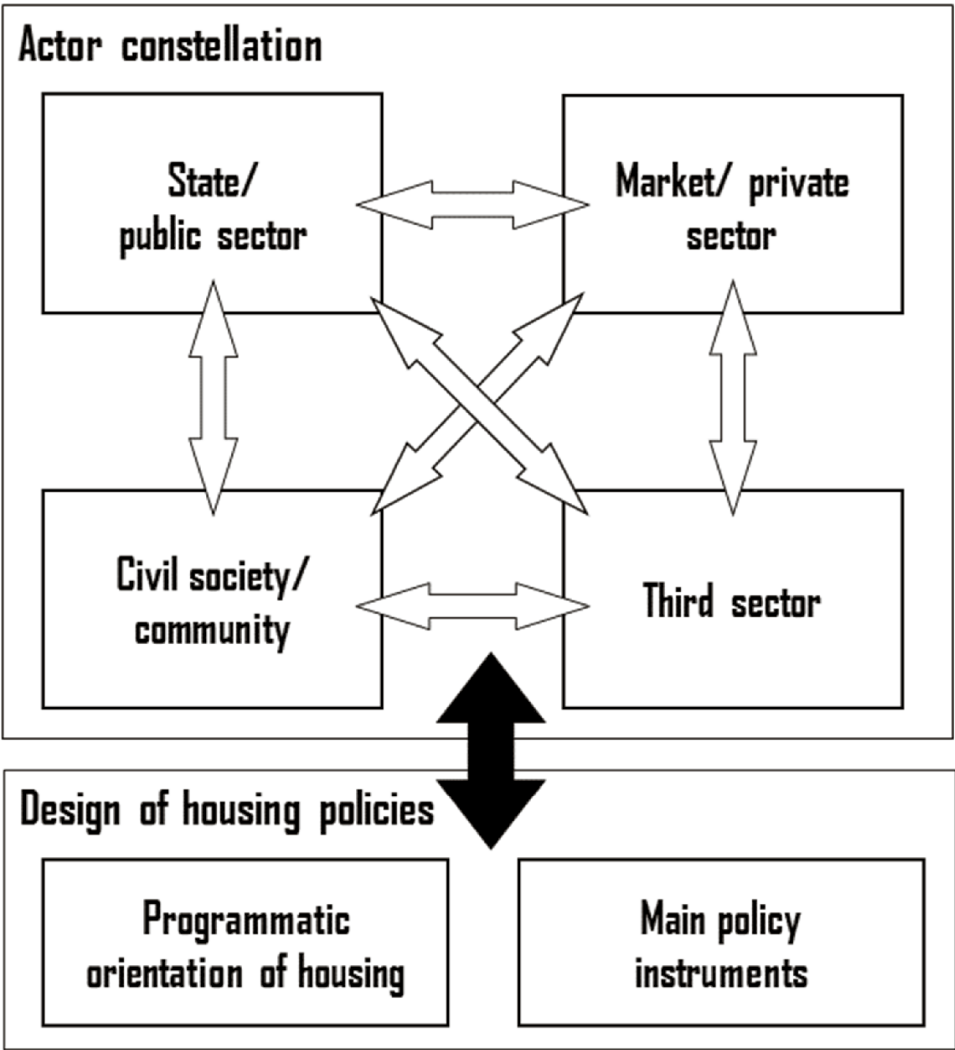 Actor constellation
State/
public sector
Market/ private
sector
Civil society/
community
Third sector
Design of housing policies
Programmatic
orientation of housing
Main policy
instruments